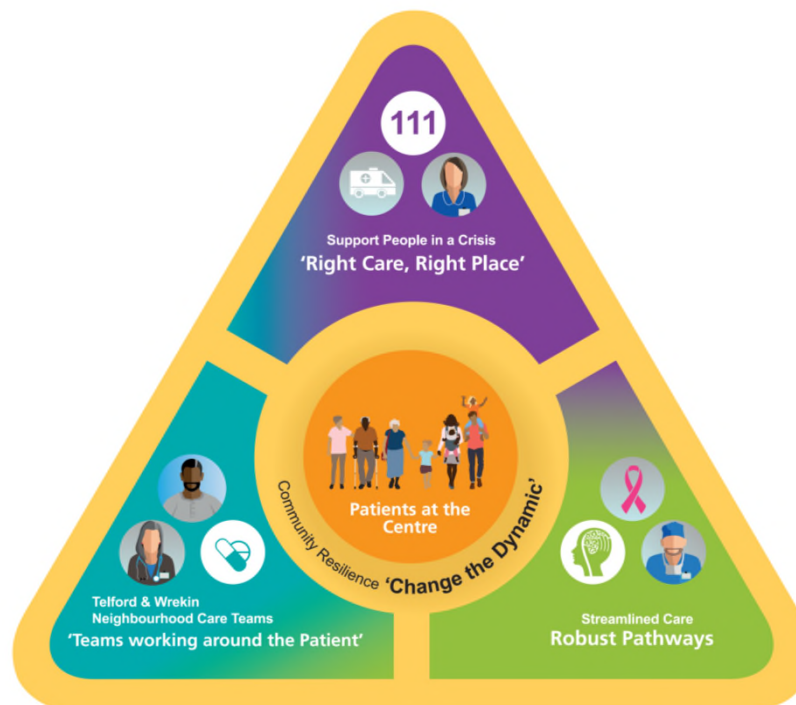 111
Support People in a Crisis
‘Right Care, Right Place’
Patients at the
Centre
Community Resilience ‘Change the Dynamic’
Telford & Wrekin
Neighbourhood Care Teams
‘Teams working around the Patient’
Streamlined Care
Robust Pathways